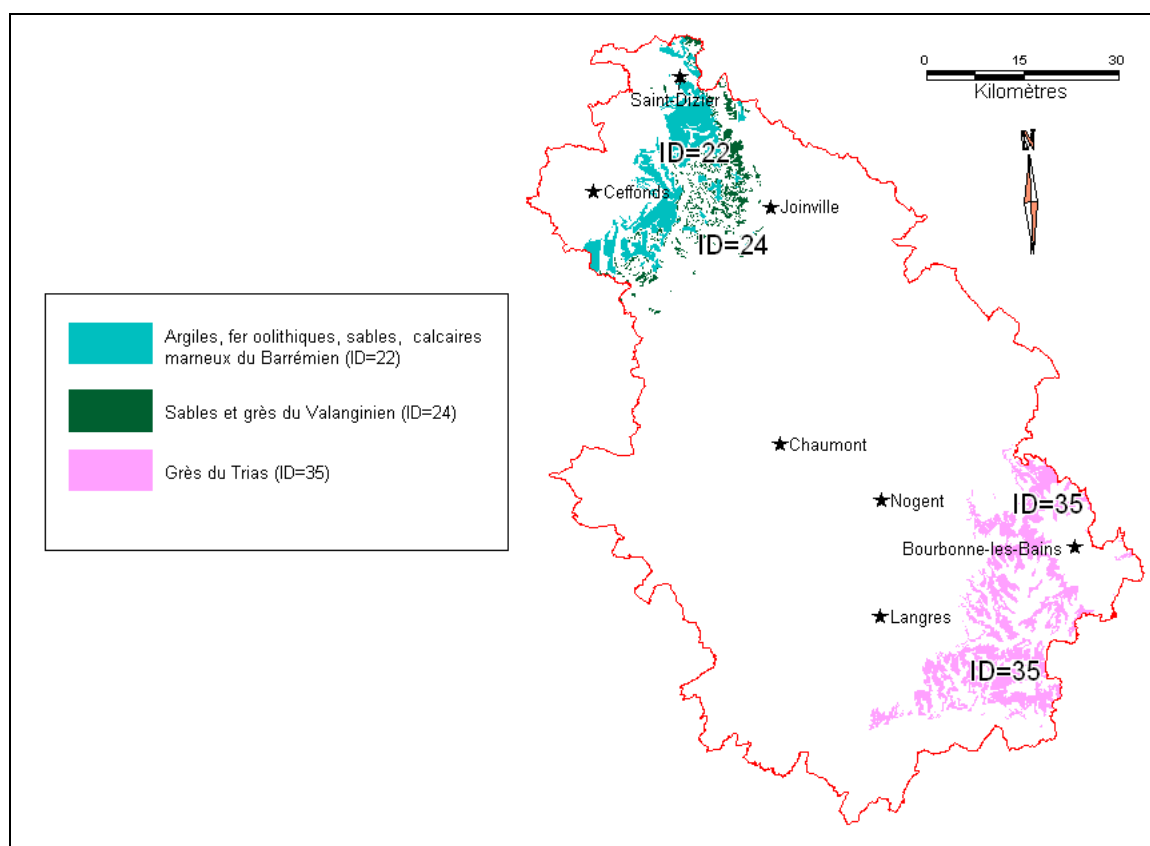 0 15 30
Kilomètres
N
Saint-Dizier
ID=22
Ceffonds
Joinville
ID=24
Argiles, fer oolithiques, sables, calcaires
marneux du Barrémien (ID=22)
Sables et grès du Valanginien (ID=24)
Grès du Trias (ID=35)
Chaumont
Nogent
ID=35
Bourbonne-les-Bains
Langres
ID=35